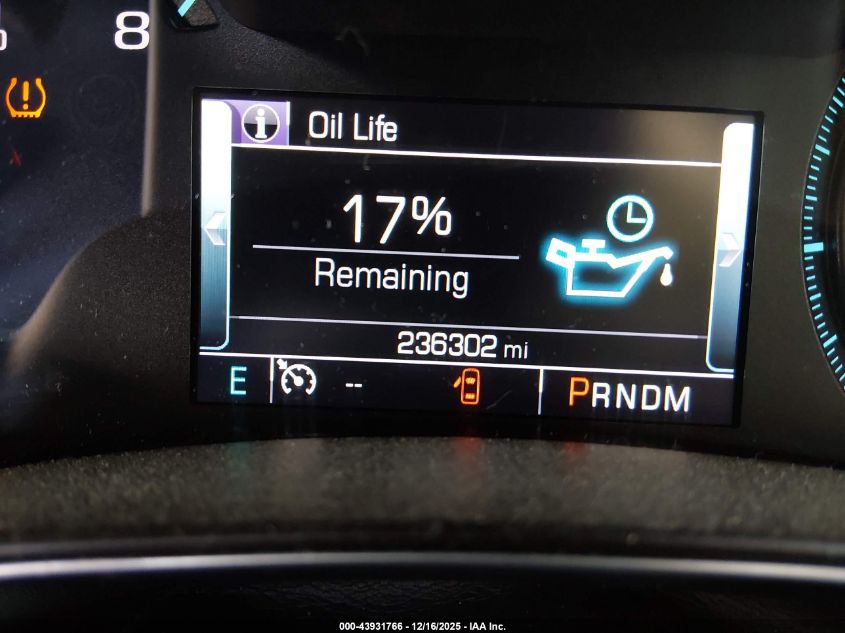 8
Oil Life
17%
Remaining
236302 mi
E
--
PRNDM
000-43931766 - 12/16/2025 - IAA Inc.